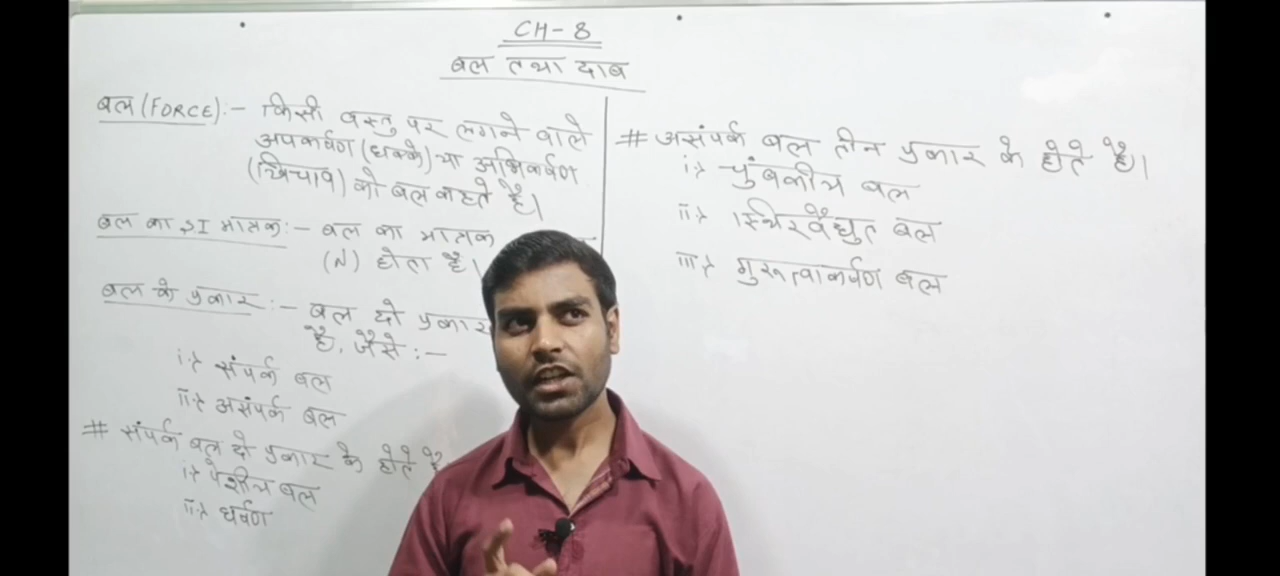 CH-8
बल तथा दाब
बल (FORCE) :- किसी वस्तु पर लगने वाले
अपकर्षण (धक्के) या अभिकर्षण
(खिंचाव) को बल कहते है।
बल का SI मात्रक :- बल का मात्रक
(N) होता है।
बल के प्रकार :- बल दो प्रकार
है, जैसे :-
i.> संपर्क बल
ii.> असंपर्क बल
# संपर्क बल दो प्रकार के होते है
i.> पेशीय बल
ii.> घर्षण
# असंपर्क बल तीन प्रकार के होते है।
i.> चुंबकीय बल
ii.> स्थिरवैद्युत बल
iii.> गुरूत्वाकर्षण बल